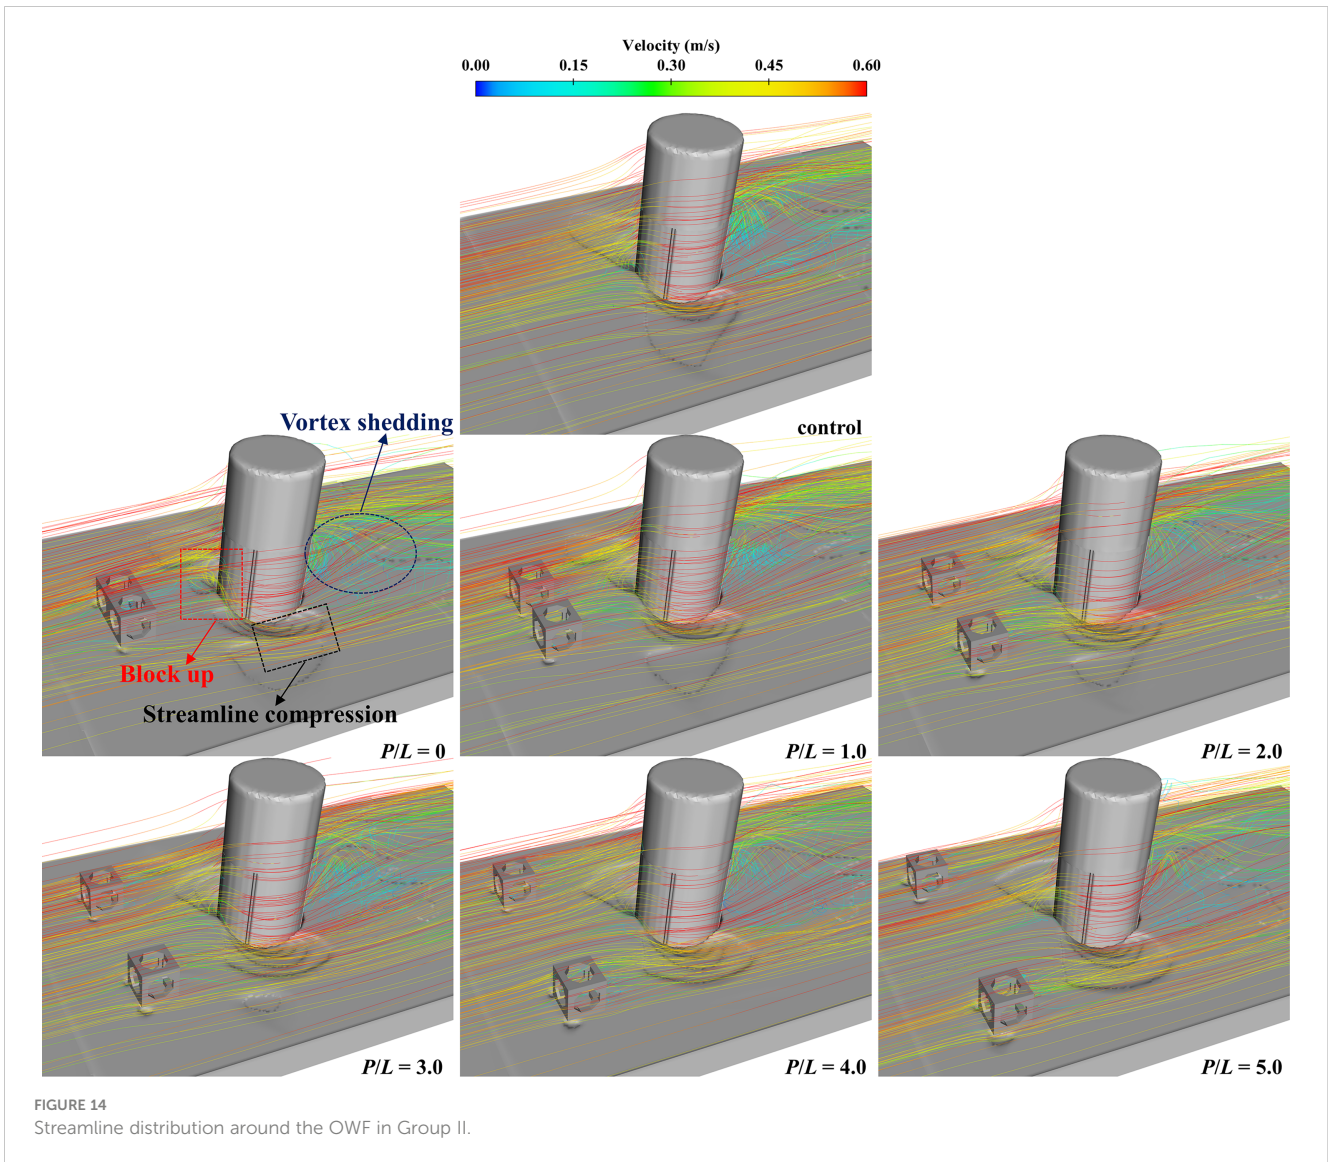 Velocity (m/s)
0.00 0.15 0.30 0.45 0.60
control
Vortex shedding
Block up
Streamline compression
P/L = 0
P/L = 1.0
P/L = 2.0
P/L = 3.0
P/L = 4.0
P/L = 5.0
FIGURE 14
Streamline distribution around the OWF in Group II.